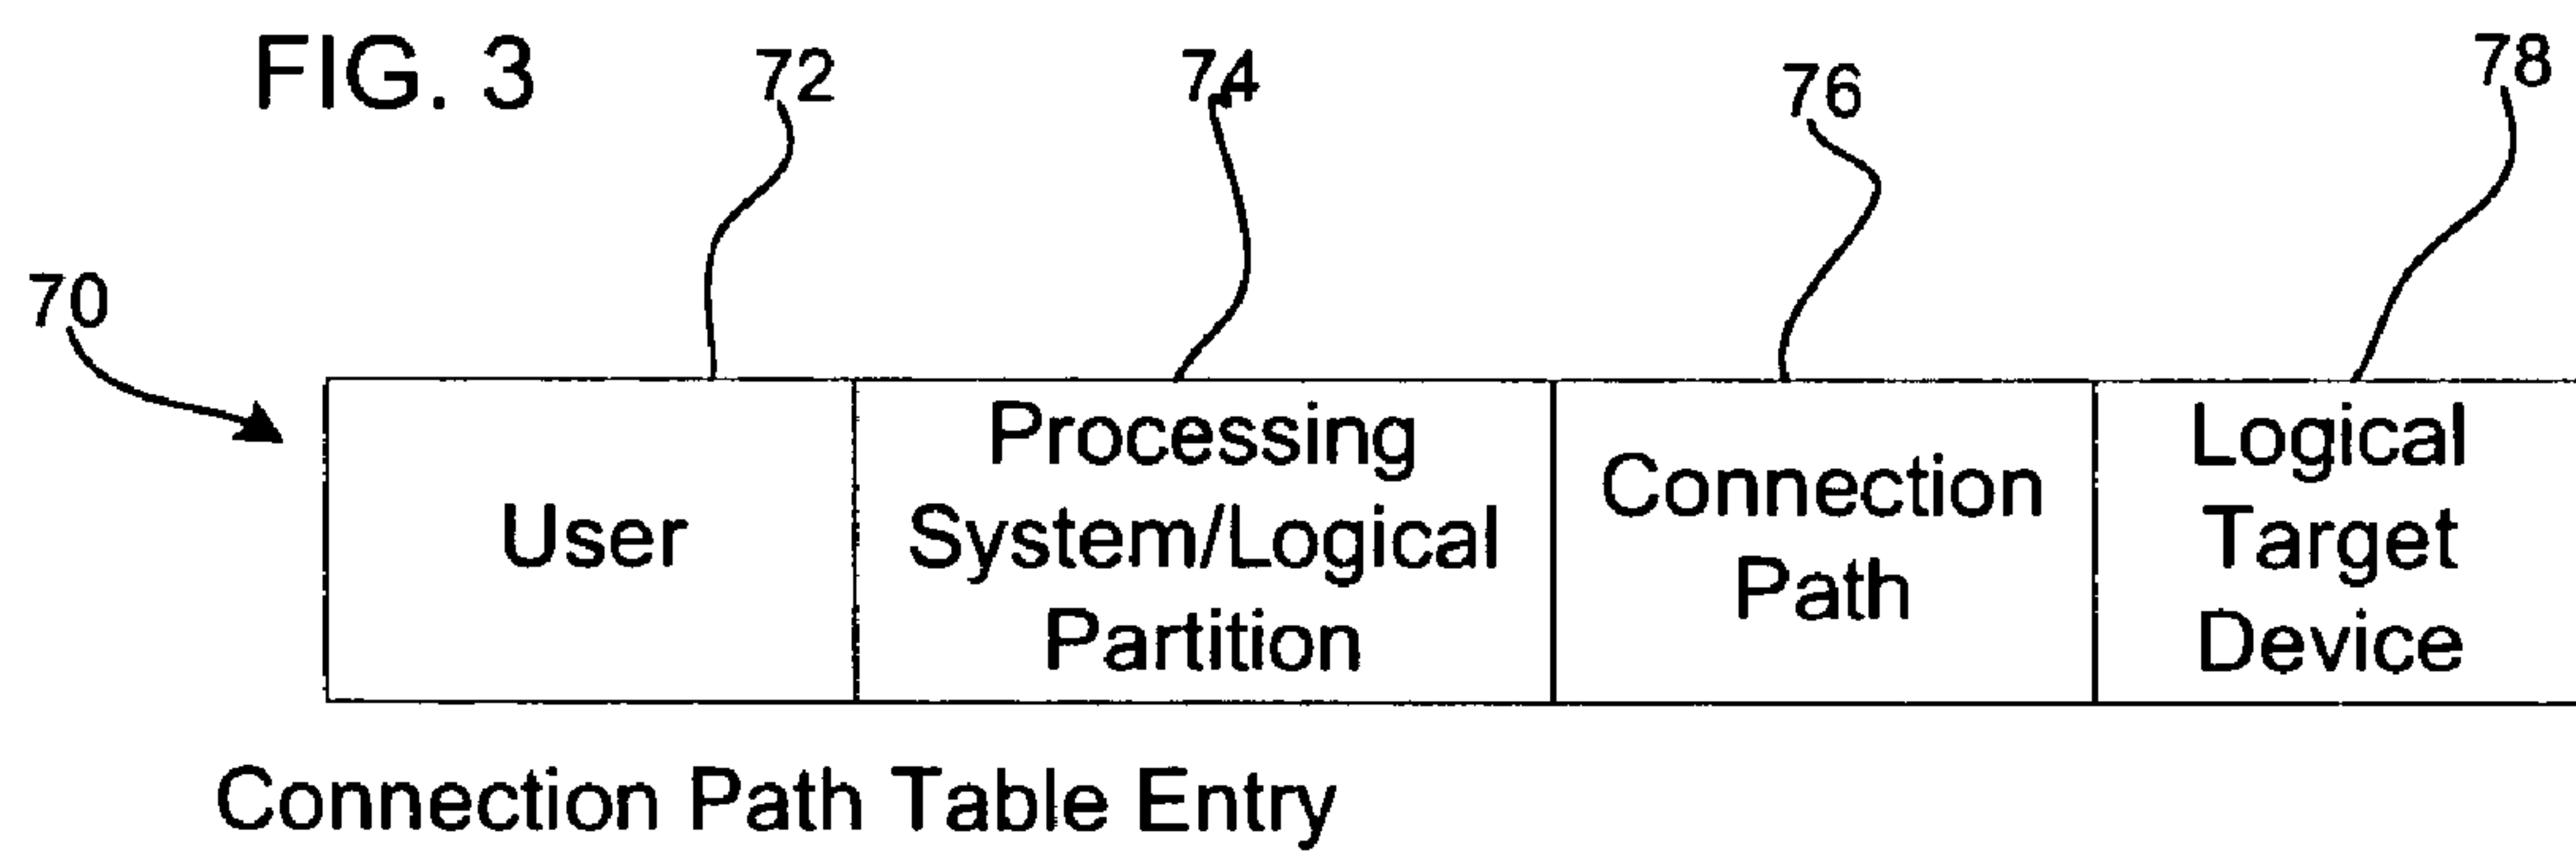 FIG. 3
72
74
76
78
70
User
Processing
System/Logical
Partition
Connection
Path
Logical
Target
Device
Connection Path Table Entry